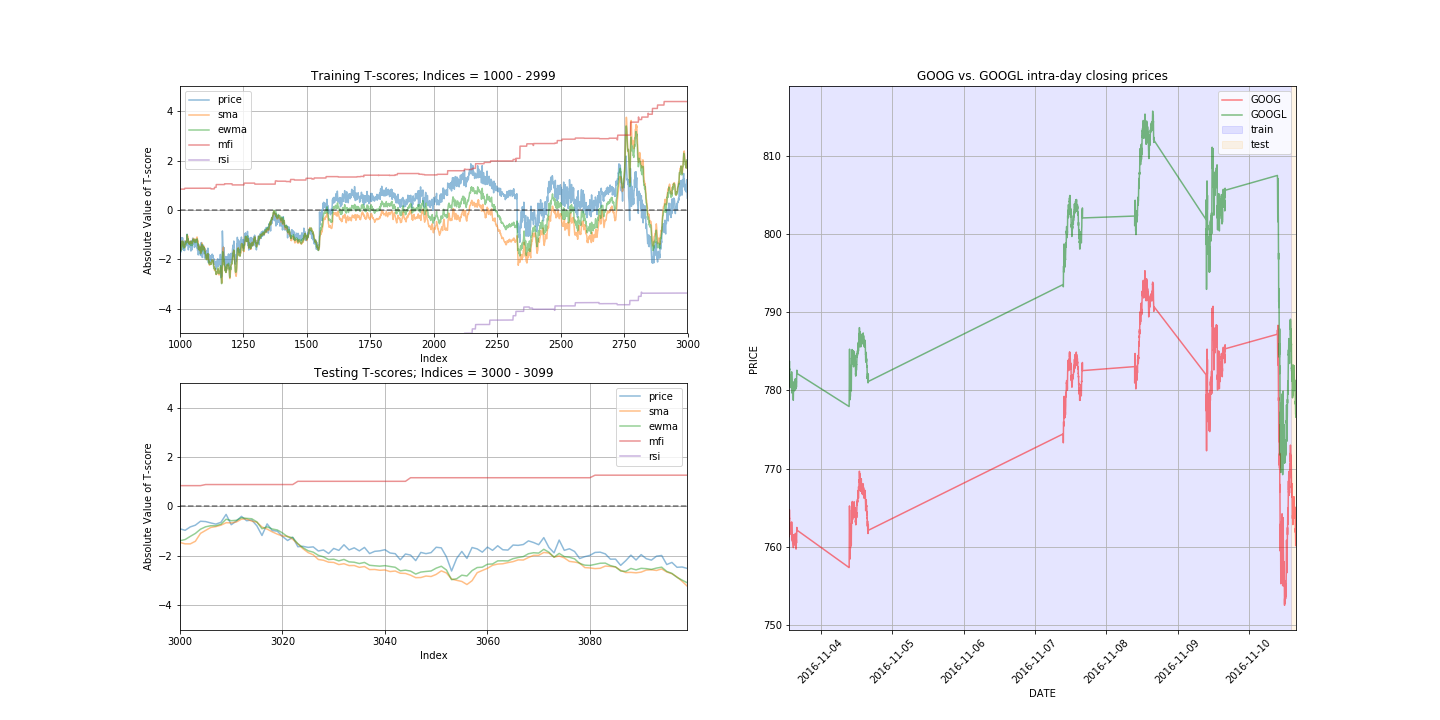 Training T-scores; Indices = 1000 - 2999
price
sma
ewma
mfi
rsi
Absolute Value of T-score
4
2
0
−2
−4
1000 1250 1500 1750 2000 2250 2500 2750 3000
Index
Testing T-scores; Indices = 3000 - 3099
price
sma
ewma
mfi
rsi
Absolute Value of T-score
4
2
0
−2
−4
3000 3020 3040 3060 3080
Index
GOOG vs. GOOGL intra-day closing prices
GOOG
GOOGL
train
test
PRICE
810
800
790
780
770
760
750
2016-11-04 2016-11-05 2016-11-06 2016-11-07 2016-11-08 2016-11-09 2016-11-10
DATE